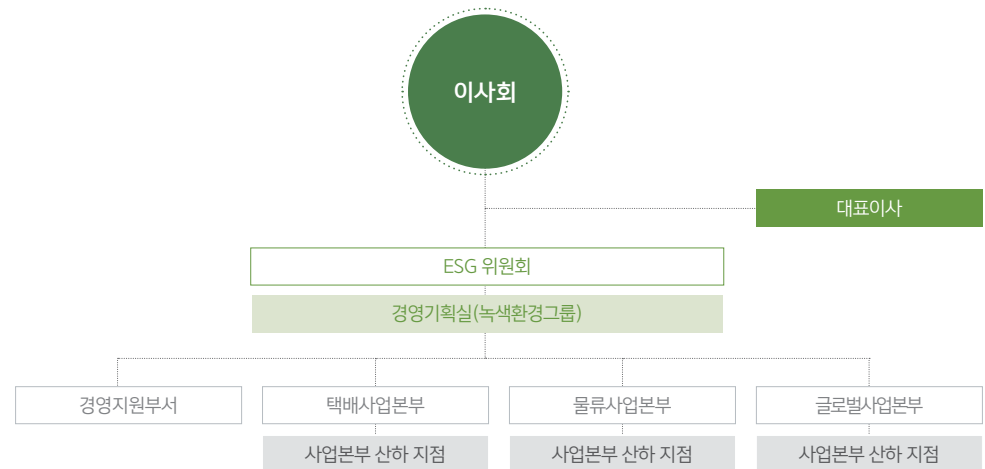 이사회
대표이사
ESG 위원회
경영기획실(녹색환경그룹)
경영지원부서
택배사업본부
물류사업본부
글로벌사업본부
사업본부 산하 지점
사업본부 산하 지점
사업본부 산하 지점